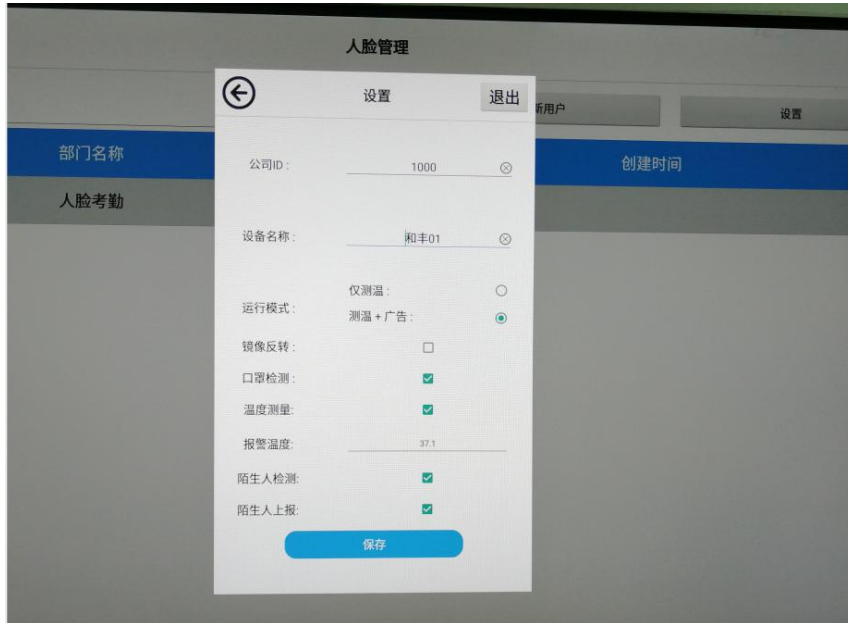 人脸管理
设置
退出
新用户
设置
部门名称
创建时间
人脸考勤
公司ID :
1000
设备名称 :
和丰01
运行模式 :
仅测温 :
测温 + 广告 :
镜像反转 :
口罩检测 :
温度测量:
报警温度:
37.1
陌生人检测:
陌生人上报:
保存